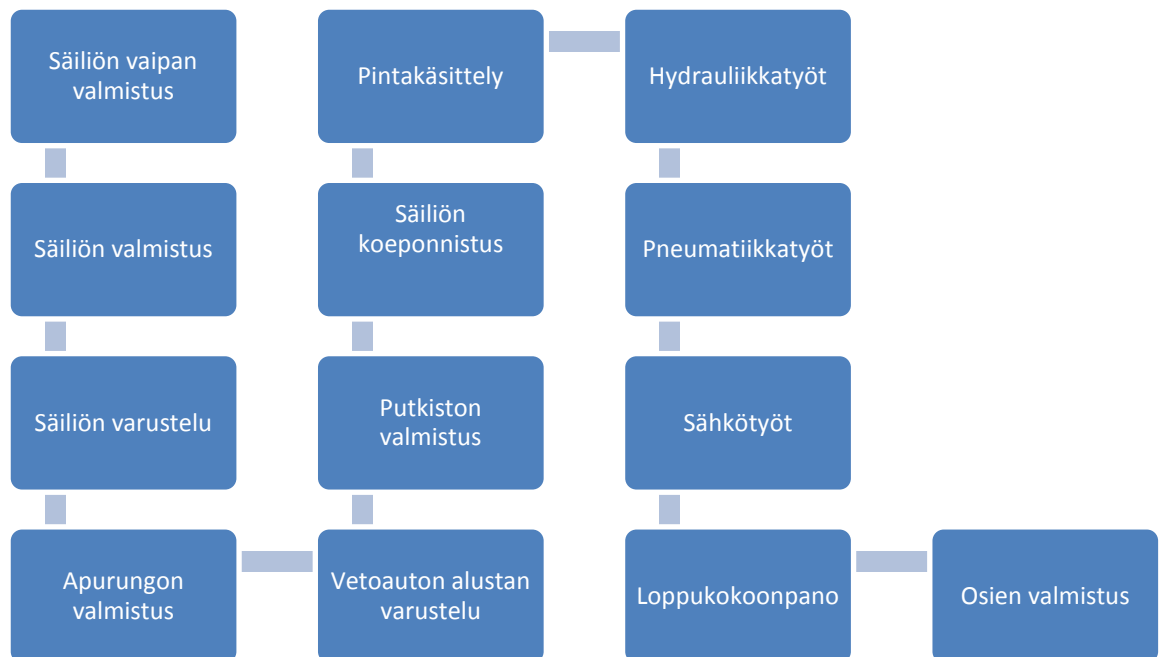 Säiliön vaipan
valmistus
Säiliön valmistus
Säiliön varustelu
Apurungon
valmistus
Vetoauton alustan
varustelu
Putkiston
valmistus
Säiliön
koeponnistus
Pintakäsittely
Hydrauliikkatyöt
Pneumatiikkatyöt
Sähkötyöt
Loppukokoonpano
Osien valmistus